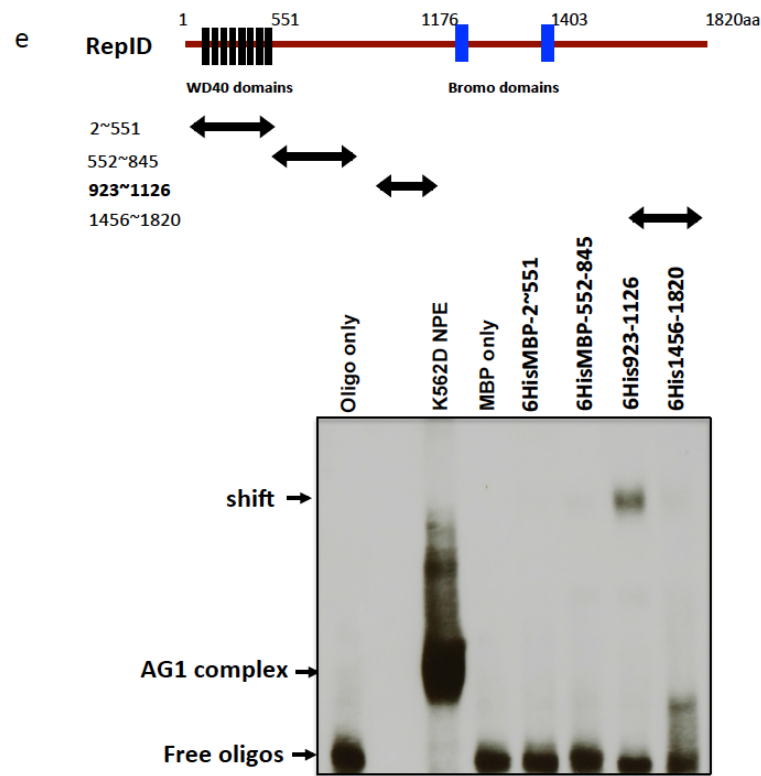 e
1 551 1176 1403 1820aa
RepID
WD40 domains Bromo domains
2~551
552~845
923~1126
1456~1820
Oligo only
K562D NPE
MBP only
6HisMBP-2~551
6HisMBP-552-845
6His923-1126
6His1456-1820
shift
AG1 complex
Free oligos